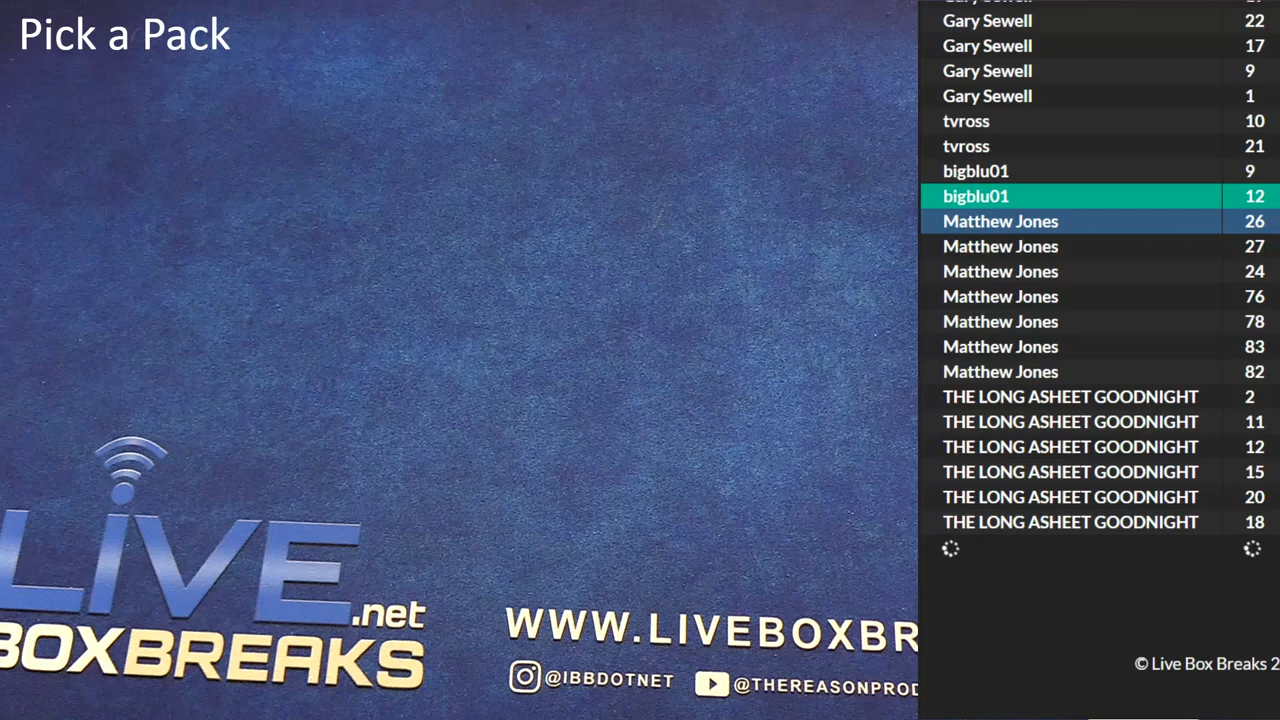 Pick a Pack
Gary Sewell
Gary Sewell 22
Gary Sewell 17
Gary Sewell 9
Gary Sewell 1
tvross 10
tvross 21
bigblu01 9
bigblu01 12
Matthew Jones 26
Matthew Jones 27
Matthew Jones 24
Matthew Jones 76
Matthew Jones 78
Matthew Jones 83
Matthew Jones 82
THE LONG ASHEET GOODNIGHT 2
THE LONG ASHEET GOODNIGHT 11
THE LONG ASHEET GOODNIGHT 12
THE LONG ASHEET GOODNIGHT 15
THE LONG ASHEET GOODNIGHT 20
THE LONG ASHEET GOODNIGHT 18
LIVE.net
BOXBREAKS
WWW.LIVEBOXBR
@IBBDOTNET @THEREASONPROD
© Live Box Breaks 2